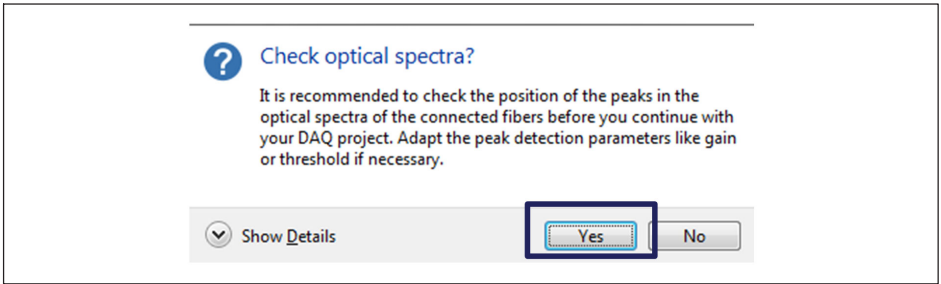 Check optical spectra?
It is recommended to check the position of the peaks in the
optical spectra of the connected fibers before you continue with
your DAQ project. Adapt the peak detection parameters like gain
or threshold if necessary.
Show Details
Yes
No